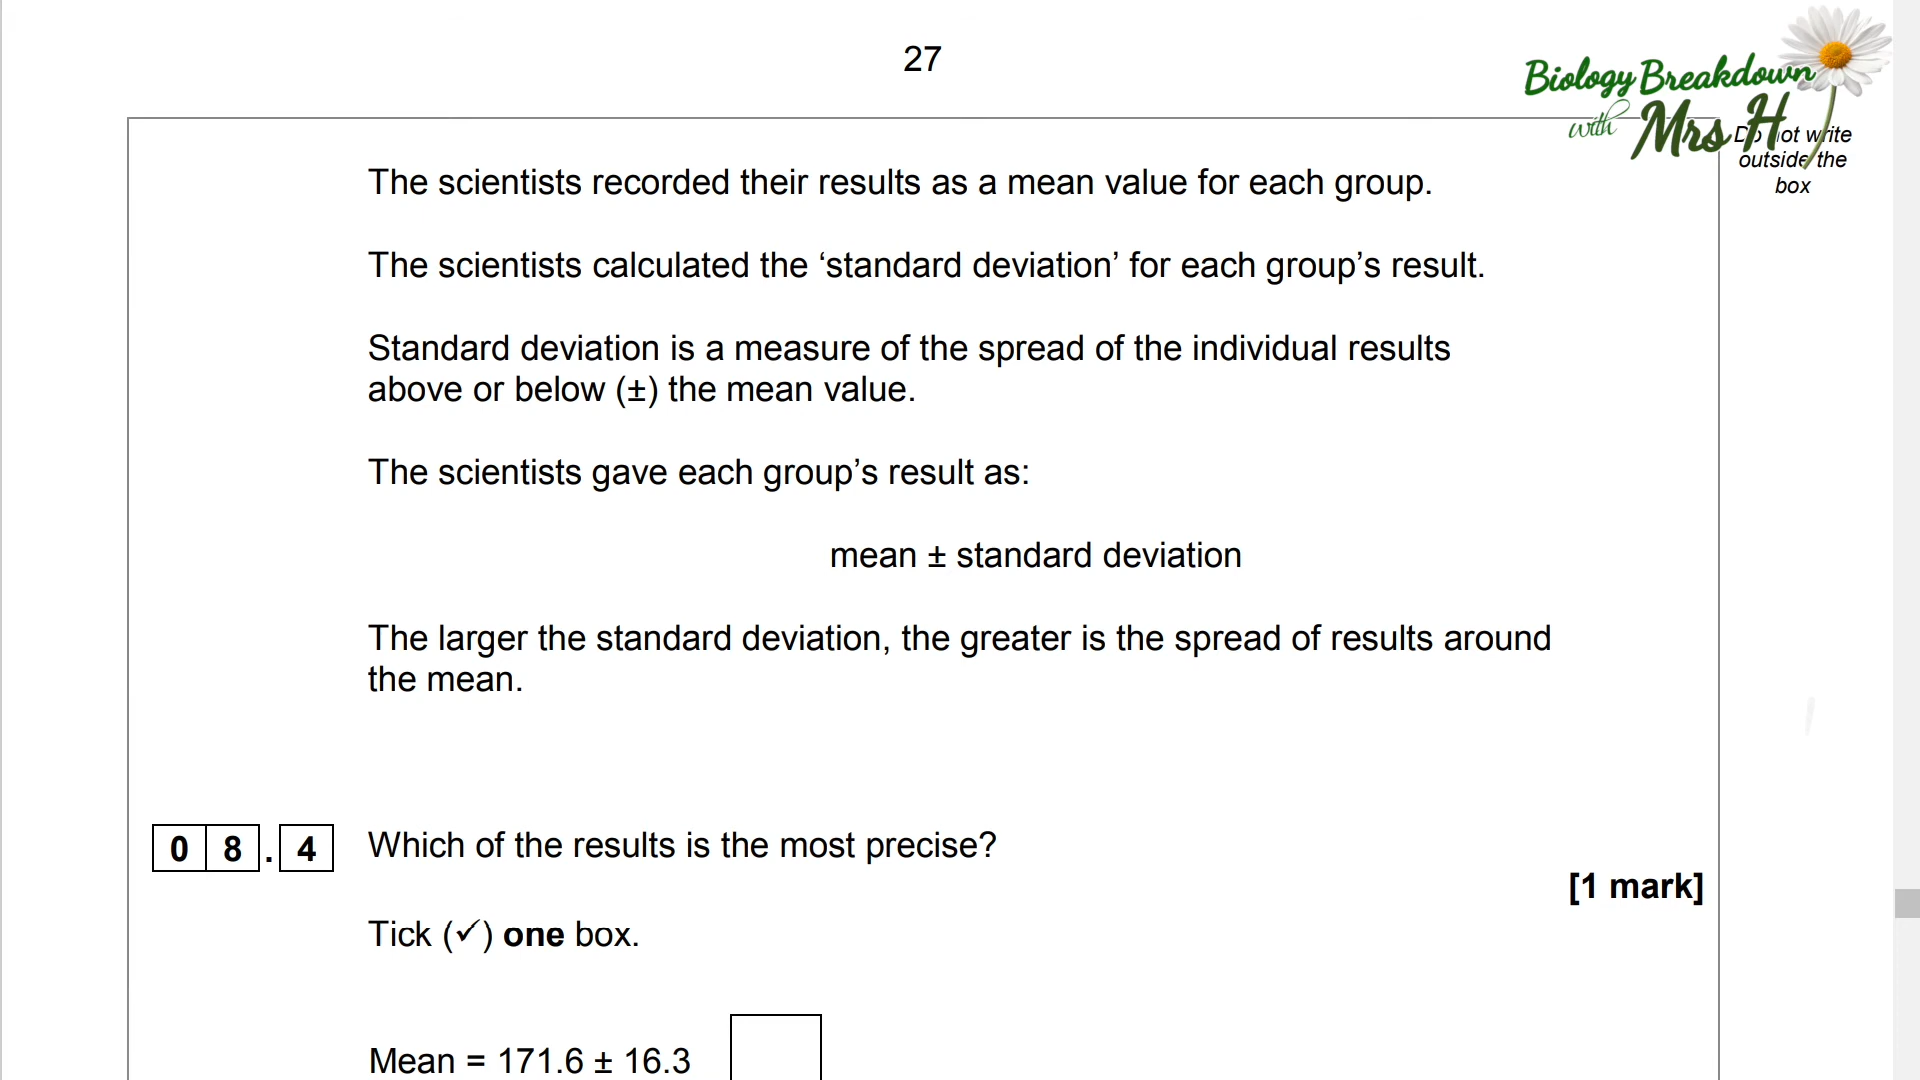 27
Biology Breakdown
with Mrs H
Do not write
outside the
box
The scientists recorded their results as a mean value for each group.
The scientists calculated the ‘standard deviation’ for each group’s result.
Standard deviation is a measure of the spread of the individual results
above or below (±) the mean value.
The scientists gave each group’s result as:
mean ± standard deviation
The larger the standard deviation, the greater is the spread of results around
the mean.
0 8 . 4 Which of the results is the most precise?
[1 mark]
Tick (✓) one box.
Mean = 171.6 ± 16.3